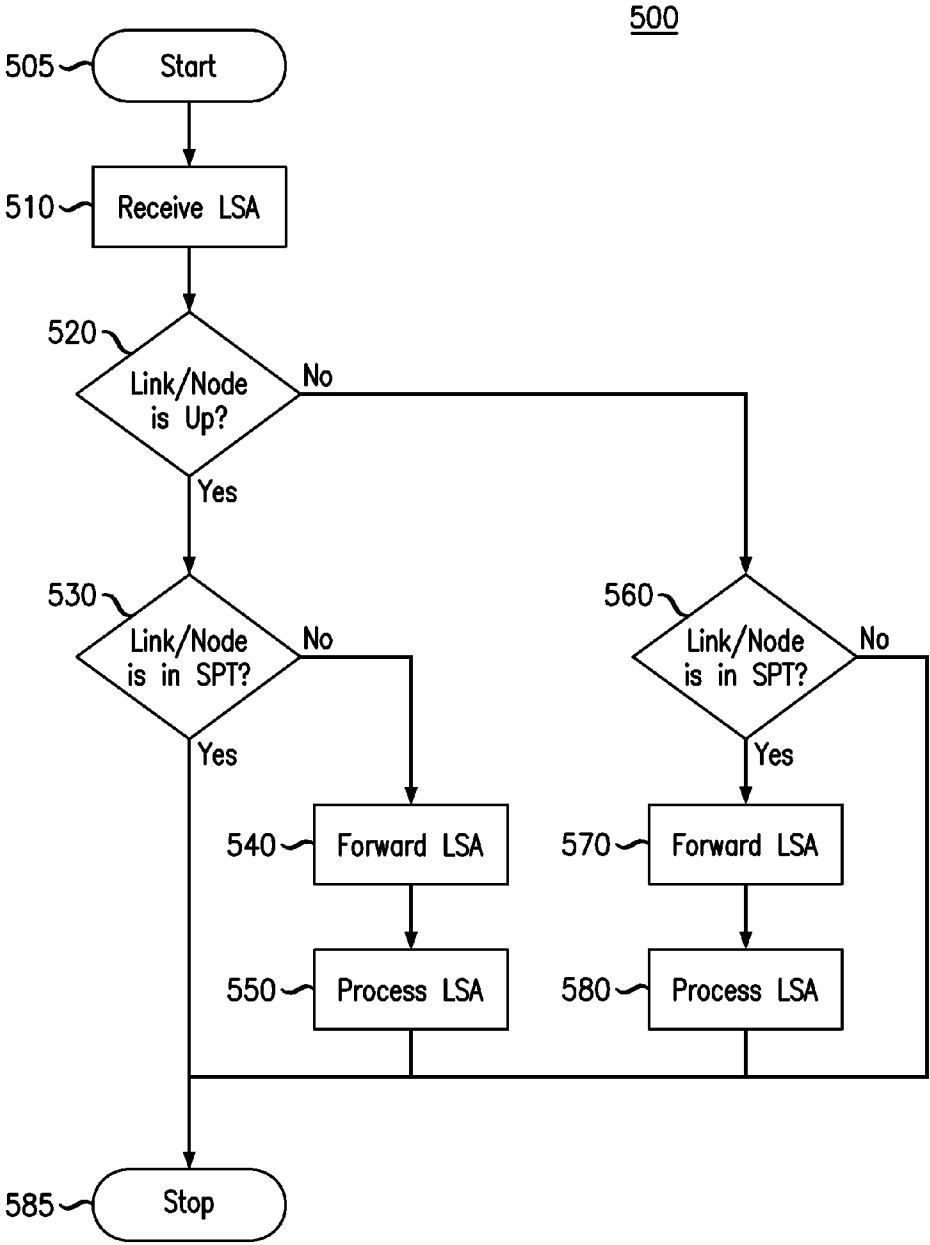 500
505
Start
510
Receive LSA
520
Link/Node
is Up?
No
Yes
530
Link/Node
is in SPT?
No
Yes
560
Link/Node
is in SPT?
No
Yes
540
Forward LSA
570
Forward LSA
550
Process LSA
580
Process LSA
585
Stop